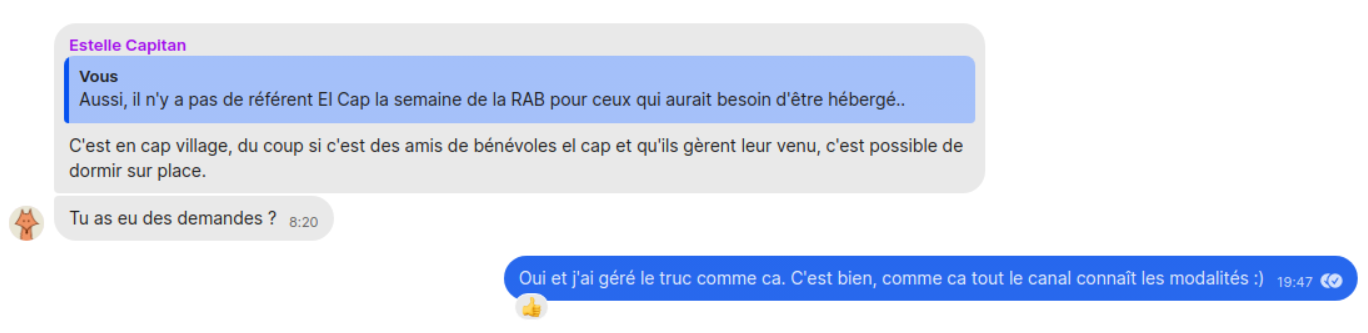 Estelle Capitan
Vous
Aussi, il n'y a pas de référent El Cap la semaine de la RAB pour ceux qui aurait besoin d'être hébergé..
C'est en cap village, du coup si c'est des amis de bénévoles el cap et qu'ils gèrent leur venu, c'est possible de
dormir sur place.
Tu as eu des demandes ? 8:20
Oui et j'ai géré le truc comme ca. C'est bien, comme ca tout le canal connaît les modalités :) 19:47